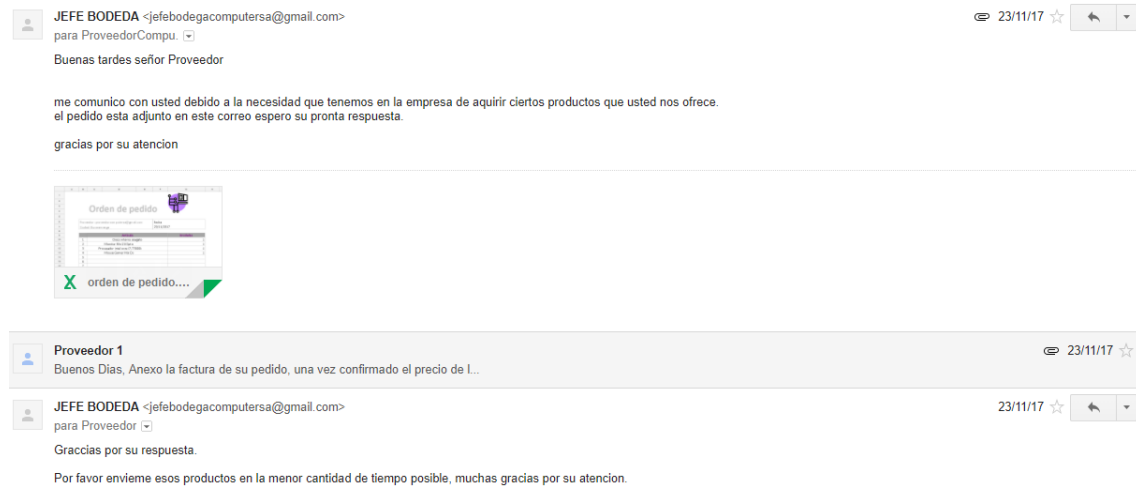 JEFE BODEDA <jefebodegacomputersa@gmail.com>
23/11/17
para ProveedorCompu.
Buenas tardes señor Proveedor
me comunico con usted debido a la necesidad que tenemos en la empresa de aquirir ciertos productos que usted nos ofrece.
el pedido esta adjunto en este correo espero su pronta respuesta.
gracias por su atencion
Orden de pedido
X orden de pedido....
Proveedor 1
23/11/17
Buenos Dias, Anexo la factura de su pedido, una vez confirmado el precio de l...
JEFE BODEDA <jefebodegacomputersa@gmail.com>
23/11/17
para Proveedor
Graccias por su respuesta.
Por favor envieme esos productos en la menor cantidad de tiempo posible, muchas gracias por su atencion.